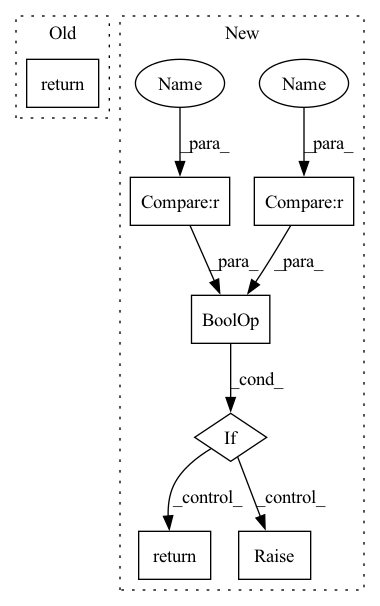 Old
New
return
Name
Name
_para_
_para_
Compare:r
Compare:r
_para_
_para_
BoolOp
_cond_
If
_control_
_control_
return
Raise